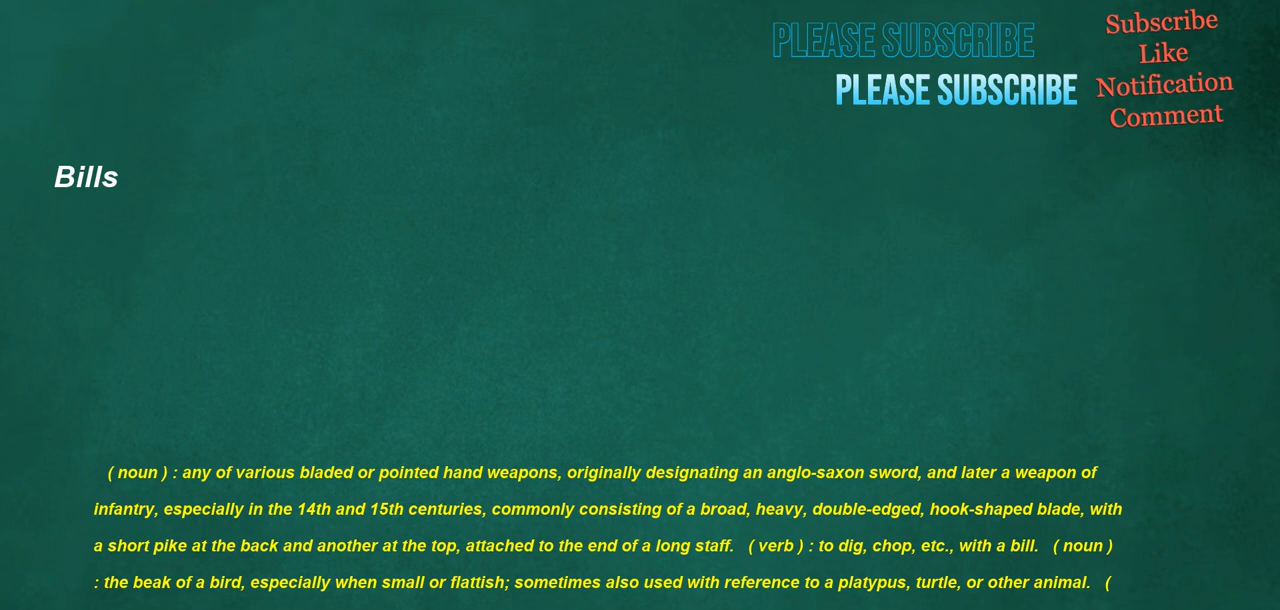 PLEASE SUBSCRIBE
PLEASE SUBSCRIBE
Subscribe
Like
Notification
Comment
Bills
( noun ) : any of various bladed or pointed hand weapons, originally designating an anglo-saxon sword, and later a weapon of
infantry, especially in the 14th and 15th centuries, commonly consisting of a broad, heavy, double-edged, hook-shaped blade, with
a short pike at the back and another at the top, attached to the end of a long staff. ( verb ) : to dig, chop, etc., with a bill. ( noun )
: the beak of a bird, especially when small or flattish; sometimes also used with reference to a platypus, turtle, or other animal. (